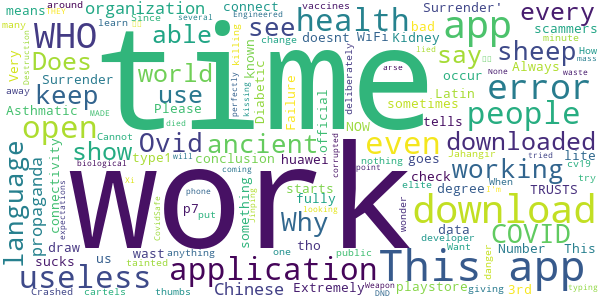 means app learn
many
organization
connect
vaccines
Engineered
Surrender'
scammers
minute
Since
several
around
WHO
able
time
health
app
every
see
doesnt
WiFi
Kidney
bad
How
mass
Very
Destruction
Does
Surrender
world
Diabetic
killing
Failure
known
kissing
perfectly
change
lied
arse
say
sheep
None
waste
away
keep
use
Please
occur
Always
Latin
Asthmatic
died
MADE
Cannot
open
Ovid
official
NOW
deliberately
sometimes
error
people
language
propaganda
connectivity
show
ancient
even
downloaded
type1
conclusion
huawei
tells
Jahangir
cv19
biological
will
coming
nothing
goes
corrupted
point
working
lite
try
tried
expectations
xi
CovidSafe
Jinping
something
starts
fully
check
elite
degree
TRUSTS
When
I'm
p7
phone
put
looking
work
Why
wonder
COVID
download
draw
wast
anything
one
data
Number
This
developer
Want
sucks
us
tho
public
danger
typing
useless
application
This app
Crashed
cartels
tainted
thumbs
Chinese
Extremely
playstore
giving
Weapon
DND
3rd